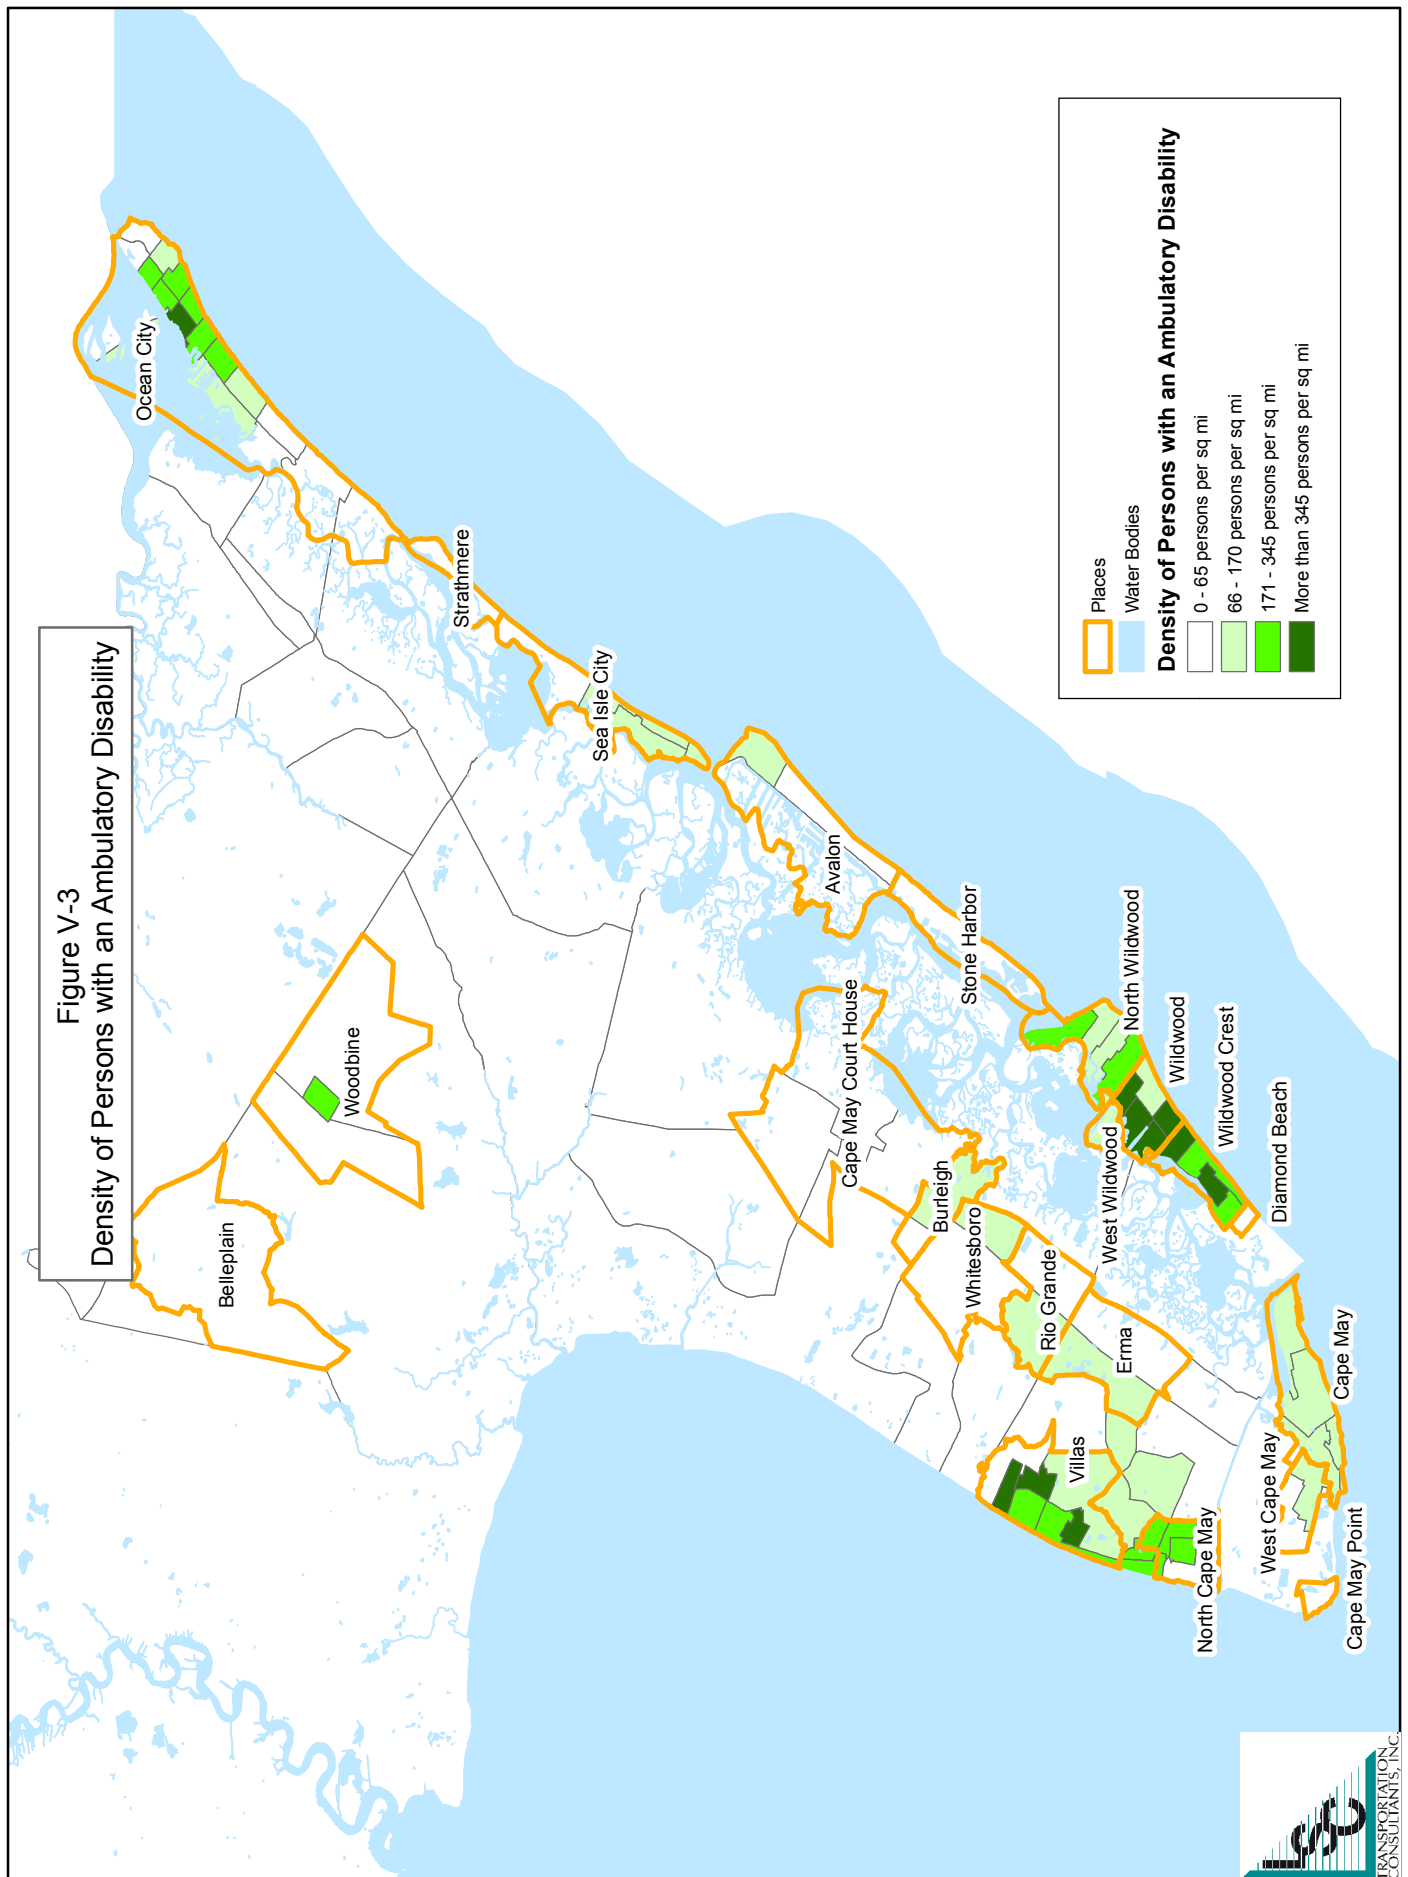 Figure V-3
Density of Persons with an Ambulatory Disability
Belleplain
Woodbine
Ocean City
Strathmere
Sea Isle City
Avalon
Stone Harbor
Cape May Court House
Burleigh
Whitesboro
Rio Grande
Erma
Villas
North Cape May
West Cape May
Cape May Point
Cape May
North Wildwood
Wildwood
West Wildwood
Wildwood Crest
Diamond Beach
Places
Water Bodies
Density of Persons with an Ambulatory Disability
0 - 65 persons per sq mi
66 - 170 persons per sq mi
171 - 345 persons per sq mi
More than 345 persons per sq mi
LSC
TRANSPORTATION
CONSULTANTS, INC.